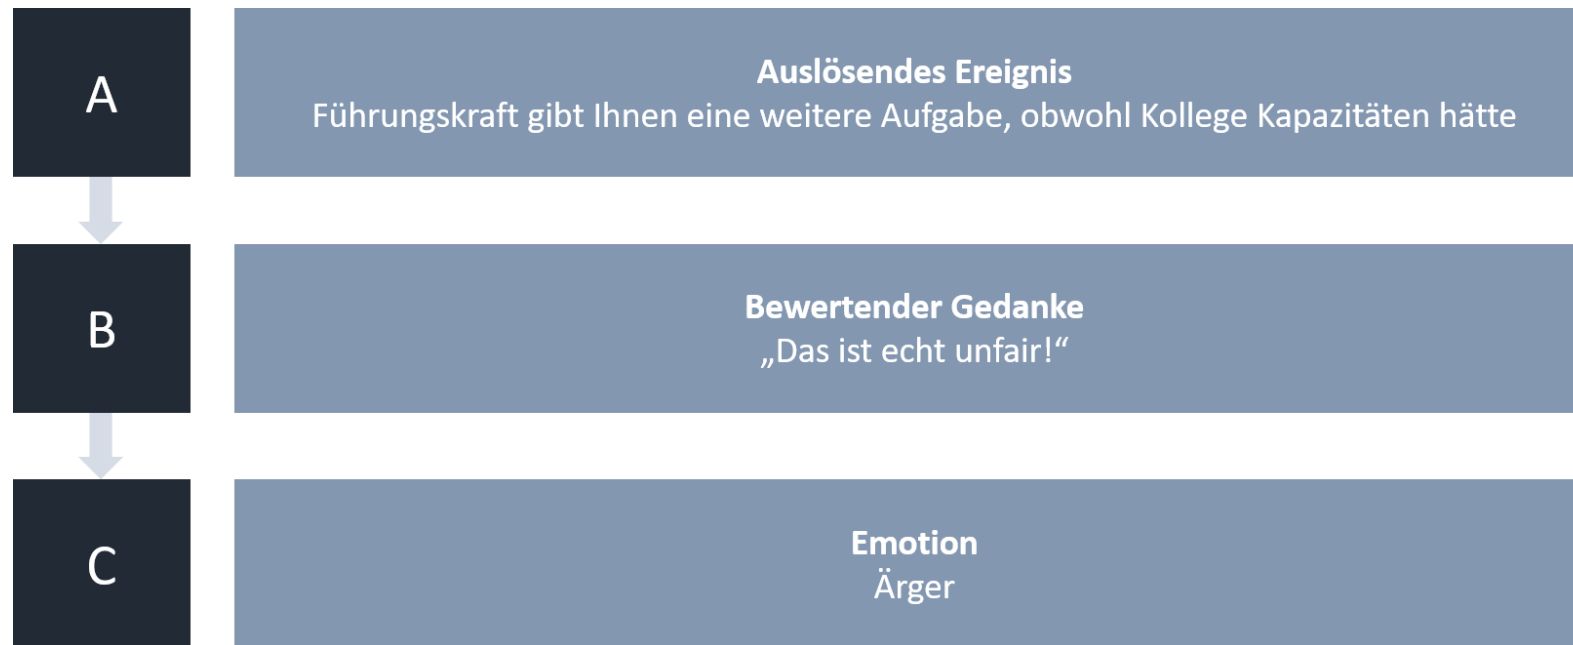 A
Auslösendes Ereignis
Führungskraft gibt Ihnen eine weitere Aufgabe, obwohl Kollege Kapazitäten hätte
B
Bewertender Gedanke
„Das ist echt unfair!“
C
Emotion
Ärger